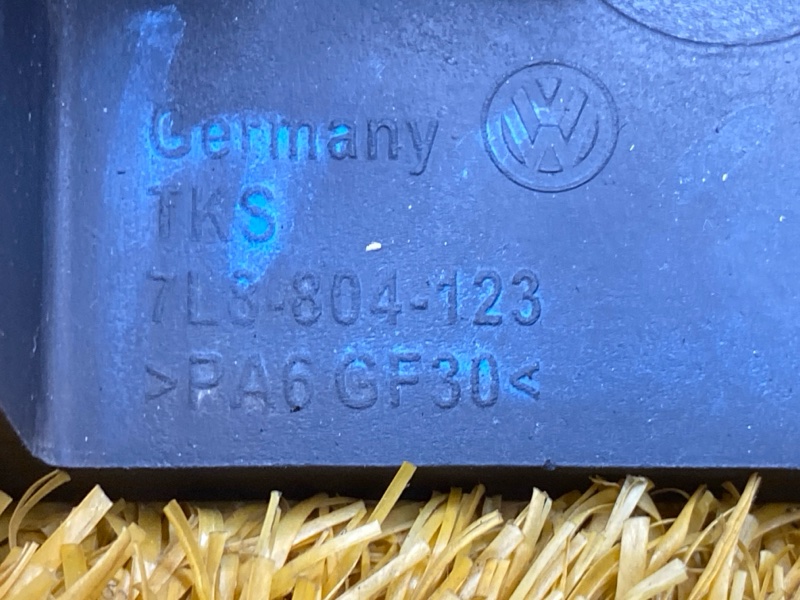 Germany
TKS
7L3-804-123
>PA6 GF30<